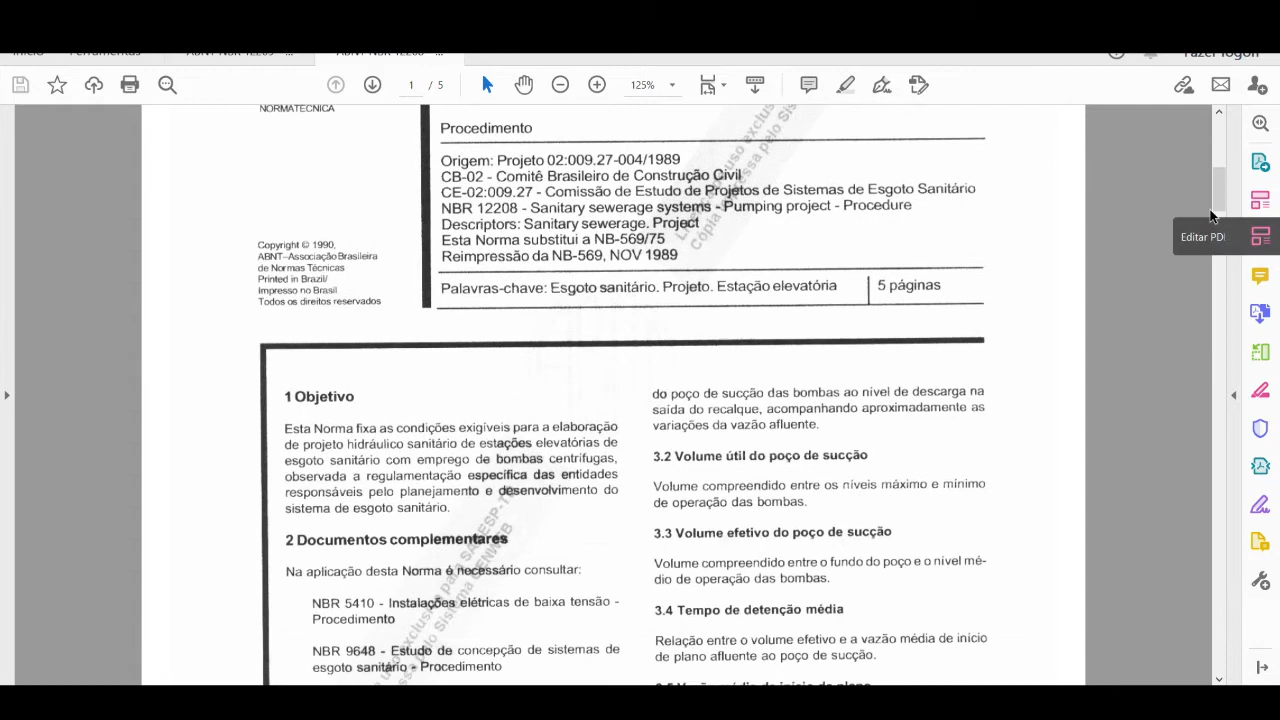 1 / 5
125%
Editar PDF
NORMATÉCNICA
Procedimento
Origem: Projeto 02:009.27-004/1989
CB-02 - Comitê Brasileiro de Construção Civil
CE-02:009.27 - Comissão de Estudo de Projetos de Sistemas de Esgoto Sanitário
NBR 12208 - Sanitary sewerage systems - Pumping project - Procedure
Descriptors: Sanitary sewerage. Project
Esta Norma substitui a NB-569/75
Reimpressão da NB-569, NOV 1989
Copyright © 1990,
ABNT–Associação Brasileira
de Normas Técnicas
Printed in Brazil/
Impresso no Brasil
Todos os direitos reservados
Palavras-chave: Esgoto sanitário. Projeto. Estação elevatória
5 páginas
1 Objetivo
Esta Norma fixa as condições exigíveis para a elaboração
de projeto hidráulico sanitário de estações elevatórias de
esgoto sanitário com emprego de bombas centrífugas,
observada a regulamentação específica das entidades
responsáveis pelo planejamento e desenvolvimento do
sistema de esgoto sanitário.
2 Documentos complementares
Na aplicação desta Norma é necessário consultar:
NBR 5410 - Instalações elétricas de baixa tensão -
Procedimento
NBR 9648 - Estudo de concepção de sistemas de
esgoto sanitário - Procedimento
do poço de sucção das bombas ao nível de descarga na
saída do recalque, acompanhando aproximadamente as
variações da vazão afluente.
3.2 Volume útil do poço de sucção
Volume compreendido entre os níveis máximo e mínimo
de operação das bombas.
3.3 Volume efetivo do poço de sucção
Volume compreendido entre o fundo do poço e o nível mé-
dio de operação das bombas.
3.4 Tempo de detenção média
Relação entre o volume efetivo e a vazão média de início
de plano afluente ao poço de sucção.